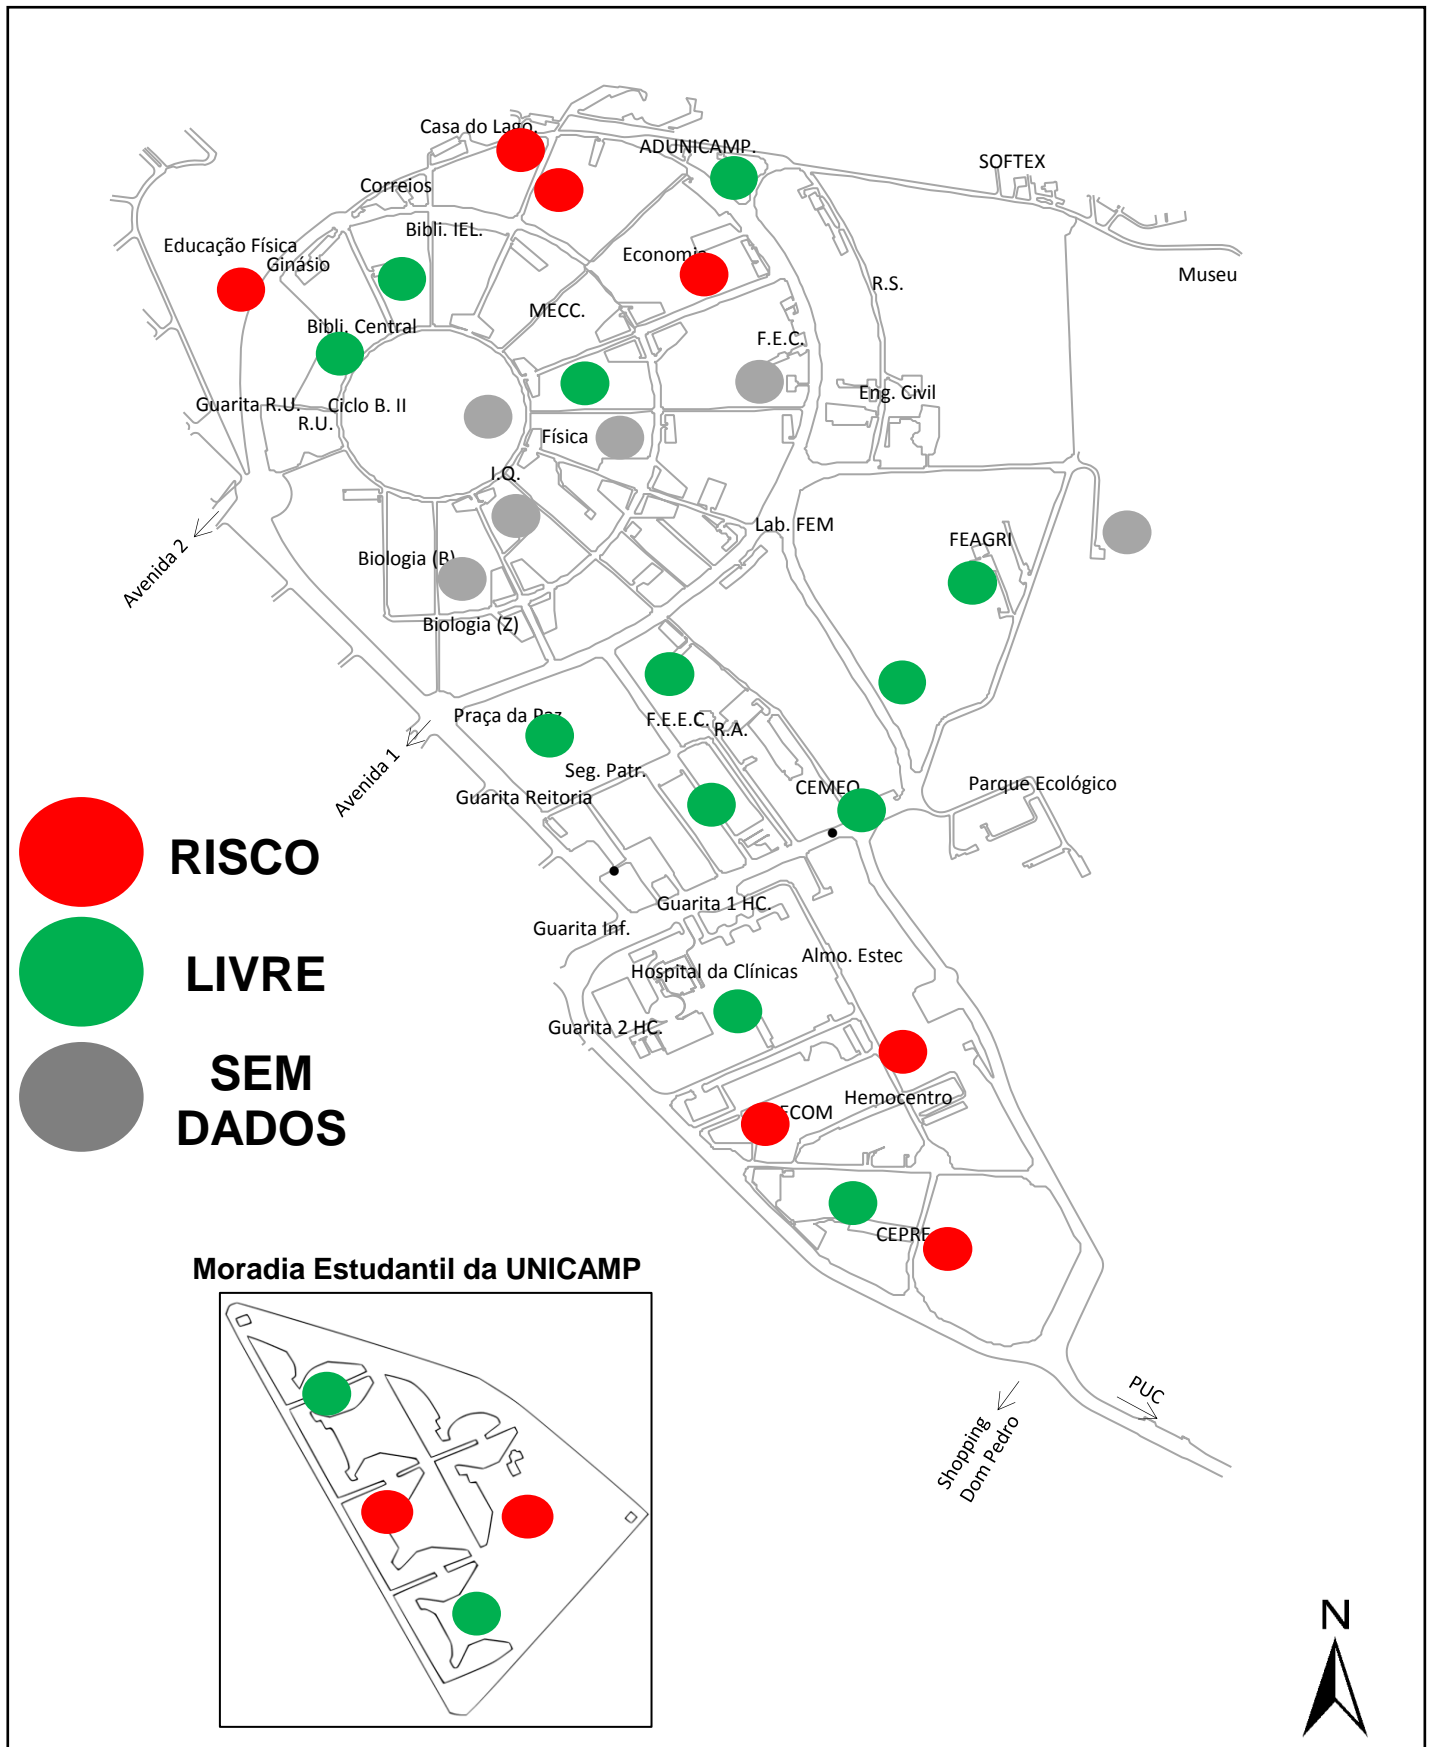 Casa do Lago.
ADUNICAMP.
SOFTEX
Correios
Bibli. IEL.
Educação Física
Ginásio
Economia
Museu
R.S.
MECC.
Bibli. Central
F.E.C.
Eng. Civil
Guarita R.U.
Ciclo B. II
R.U.
Física
I.Q.
Lab. FEM
FEAGRI
Avenida 2
Biologia (B)
Biologia (Z)
Praça da Paz
F.E.E.C.
R.A.
Avenida 1
Seg. Patr.
Guarita Reitoria
CEMEQ
Parque Ecológico
RISCO
Guarita 1 HC.
Guarita Inf.
Almo. Estec
LIVRE
Hospital da Clínicas
Guarita 2 HC.
SEM
DADOS
Hemocentro
ECOM
CEPRE
Moradia Estudantil da UNICAMP
PUC
Shopping
Dom Pedro
N